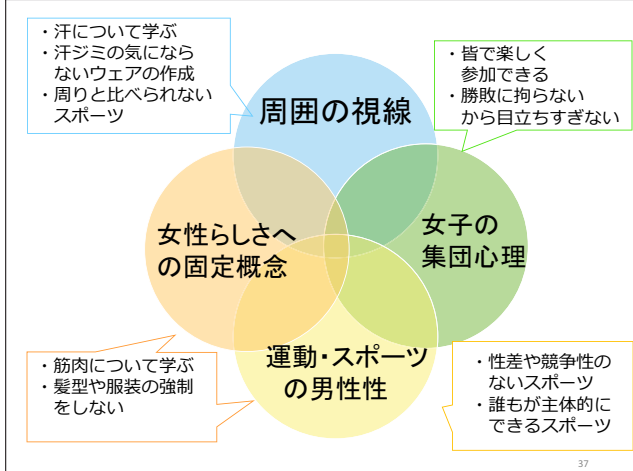 ・汗について学ぶ
・汗ジミの気になら
ないウェアの作成
・周りと比べられない
スポーツ
・皆で楽しく
参加できる
・勝敗に拘らない
から目立ちすぎない
周囲の視線
女性らしさへ
の固定概念
女子の
集団心理
運動・スポーツ
の男性性
・筋肉について学ぶ
・髪型や服装の強制
をしない
・性差や競争性の
ないスポーツ
・誰もが主体的に
できるスポーツ
37